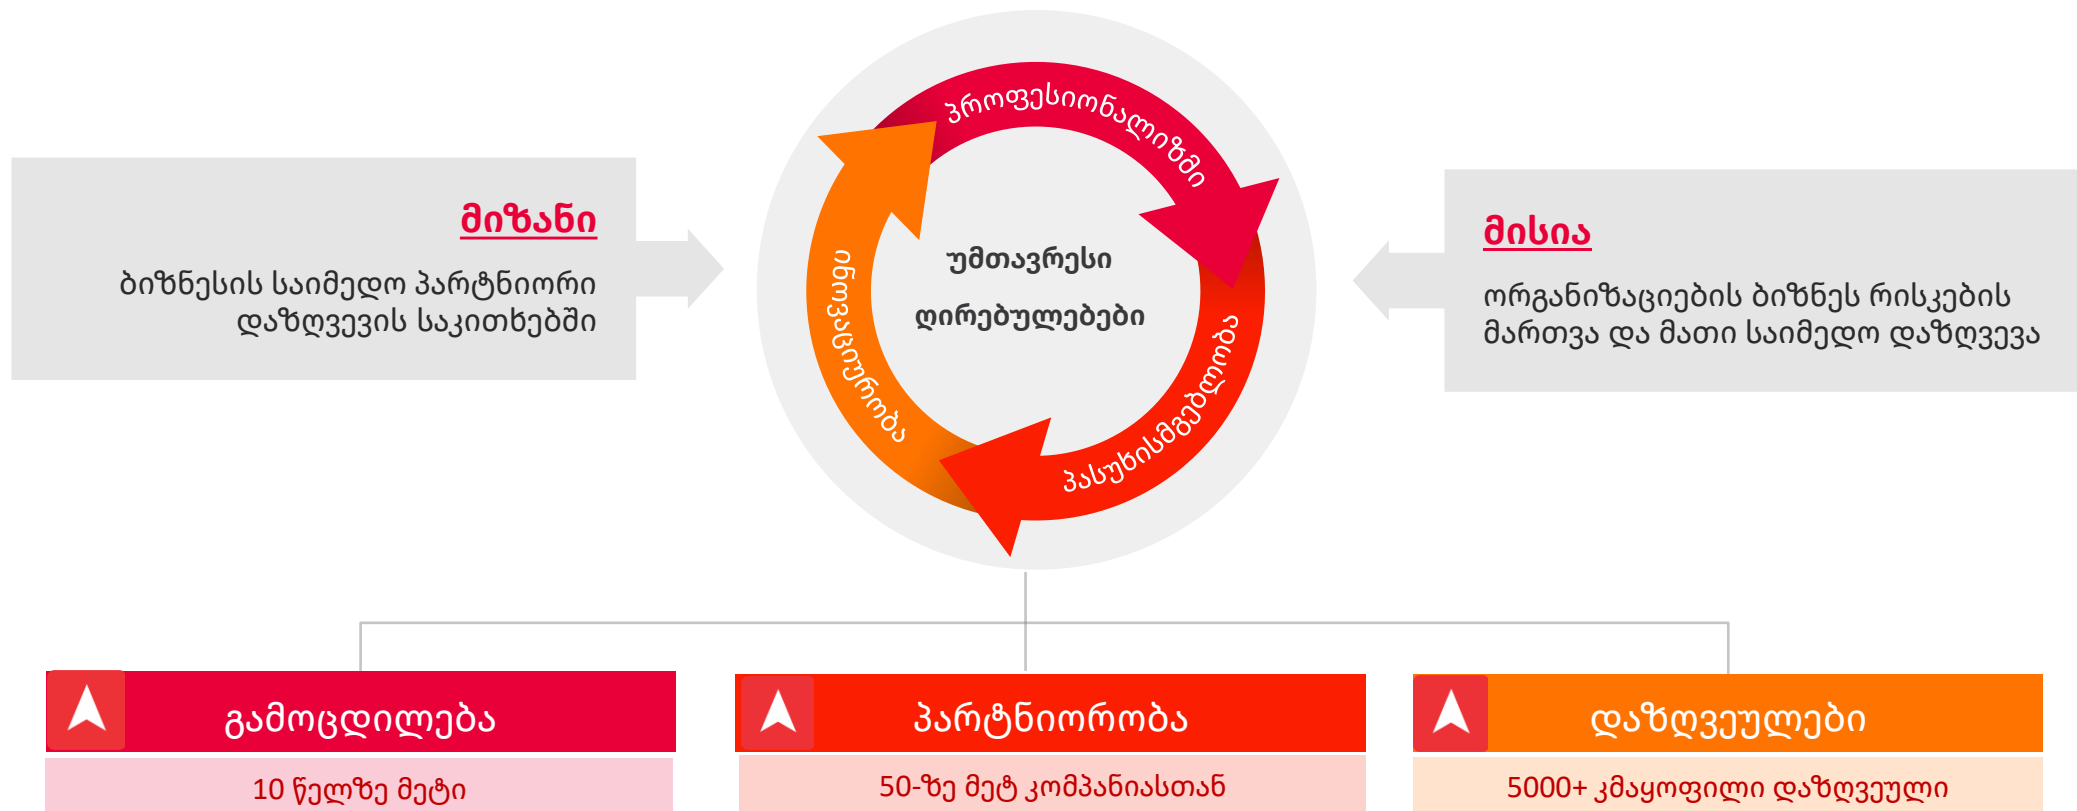 პროფესიონალიზმი
მიზანი
ბიზნესის საიმედო პარტნიორი
დაზღვევის საკითხებში
უმთავრესი
ღირებულებები
ინოვაციურობა
პასუხისმგებლობა
მისია
ორგანიზაციების ბიზნეს რისკების
მართვა და მათი საიმედო დაზღვევა
გამოცდილება
10 წელზე მეტი
პარტნიორობა
50-ზე მეტ კომპანიასთან
დაზღვეულები
5000+ კმაყოფილი დაზღვეული